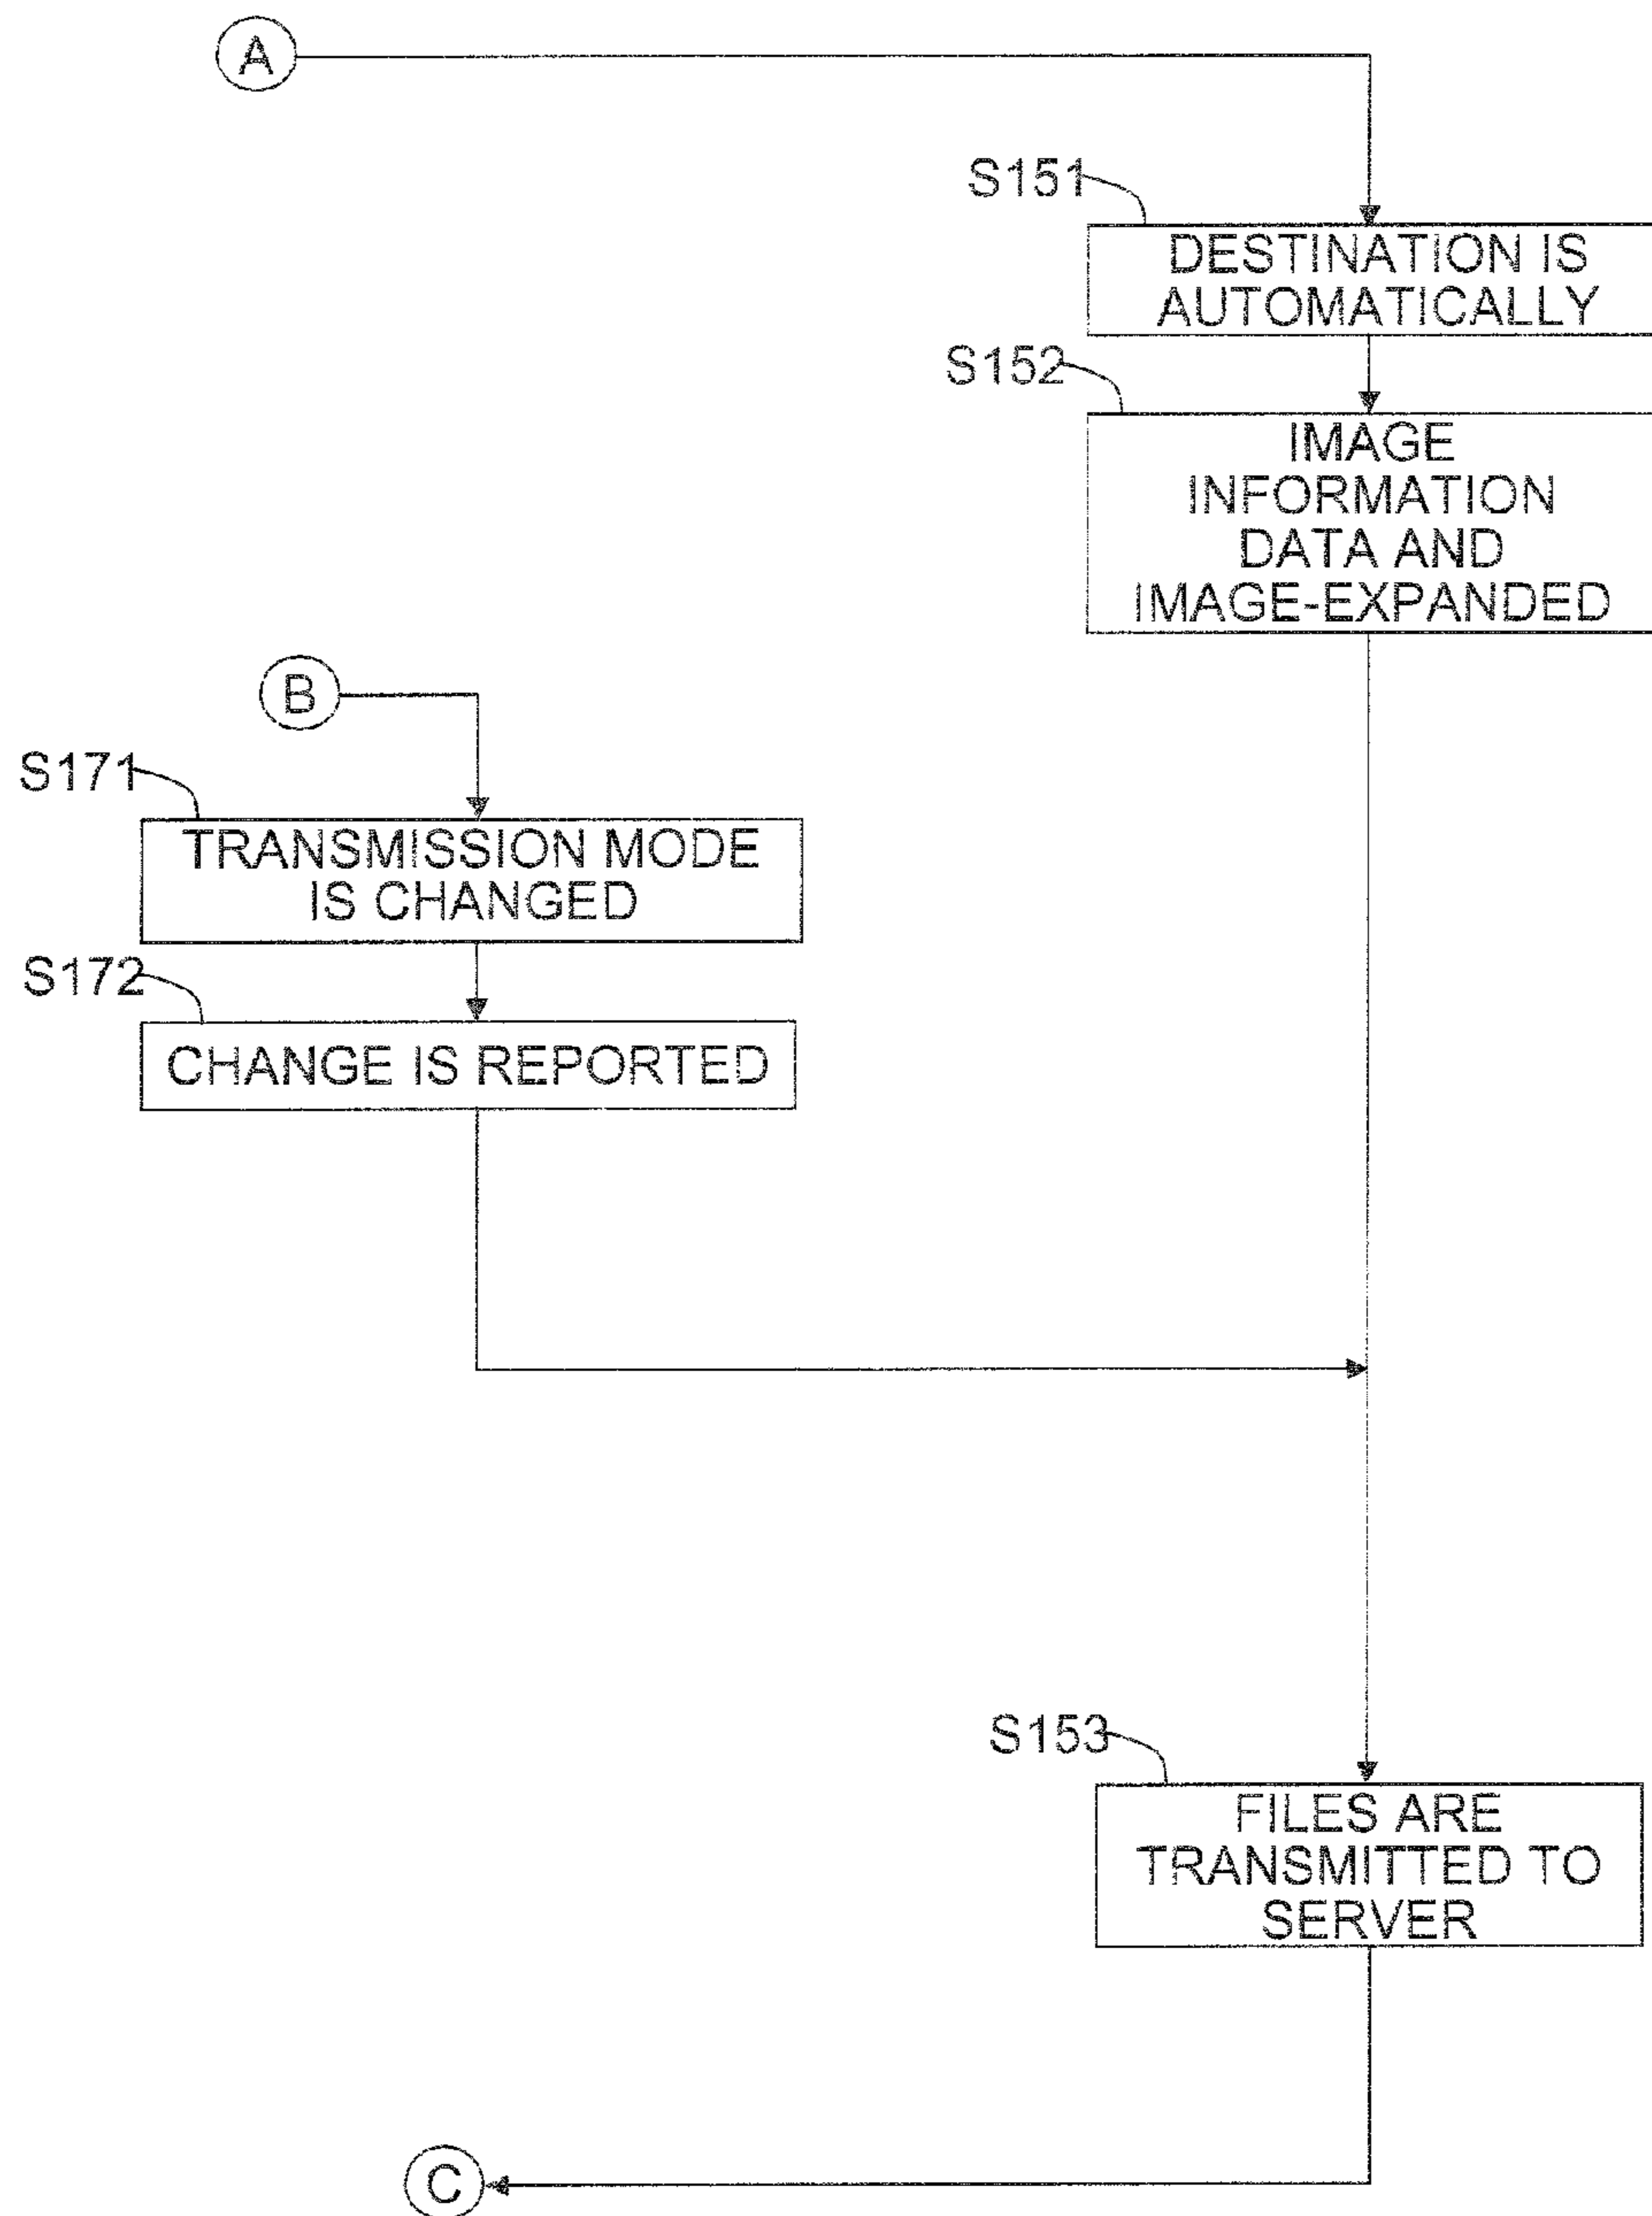 A
S151
DESTINATION IS
AUTOMATICALLY
S152
IMAGE
INFORMATION
DATA AND
IMAGE-EXPANDED
B
S171
TRANSMISSION MODE
IS CHANGED
S172
CHANGE IS REPORTED
S153
FILES ARE
TRANSMITTED TO
SERVER
C